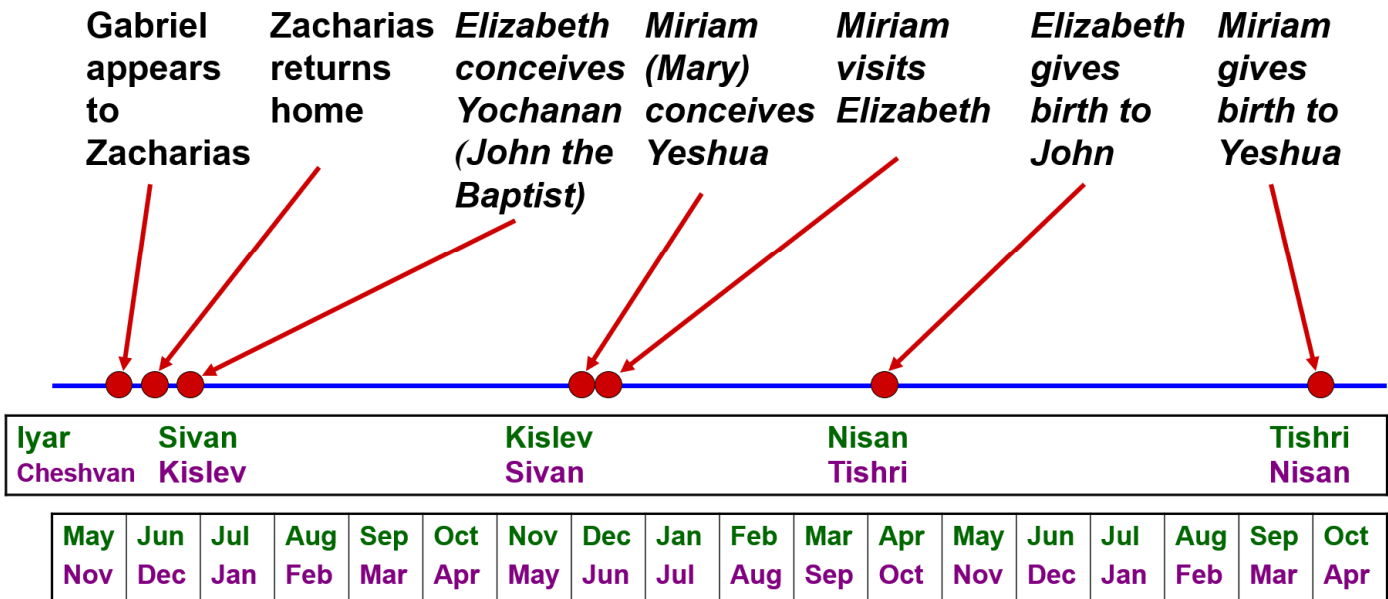 Gabriel
appears
to
Zacharias
Zacharias
returns
home
Elizabeth
conceives
Yochanan
(John the
Baptist)
Miriam
(Mary)
conceives
Yeshua
Miriam
visits
Elizabeth
Elizabeth
gives
birth to
John
Miriam
gives
birth to
Yeshua
Iyar Sivan Kislev Nisan Tishri
Cheshvan Kislev Sivan Tishri Nisan
May Jun Jul Aug Sep Oct Nov Dec Jan Feb Mar Apr May Jun Jul Aug Sep Oct
Nov Dec Jan Feb Mar Apr May Jun Jul Aug Sep Oct Nov Dec Jan Feb Mar Apr